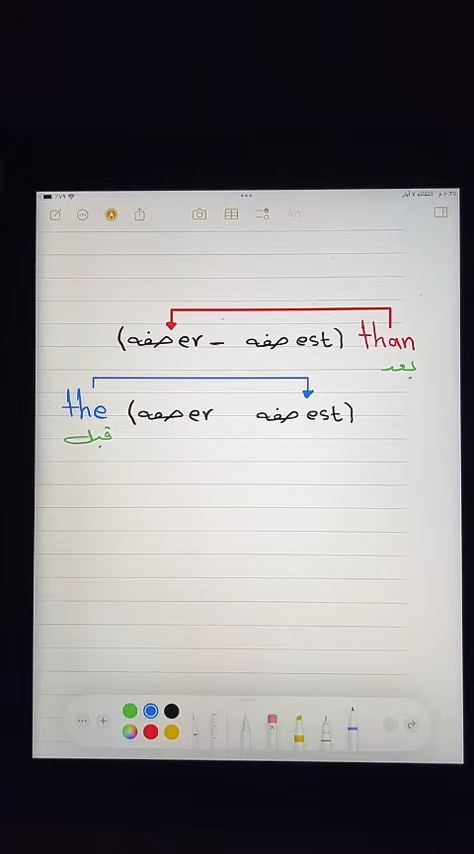 (صفه er – صفه est) than
بعد
the (صفه er صفه est)
قبل